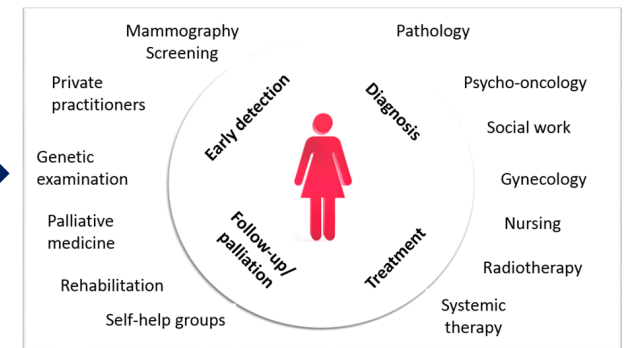 Mammography
Screening
Pathology
Private
practitioners
Psycho-oncology
Early detection
Diagnosis
Social work
Genetic
examination
Gynecology
Palliative
medicine
Nursing
Follow-up/
palliation
Treatment
Radiotherapy
Rehabilitation
Systemic
therapy
Self-help groups